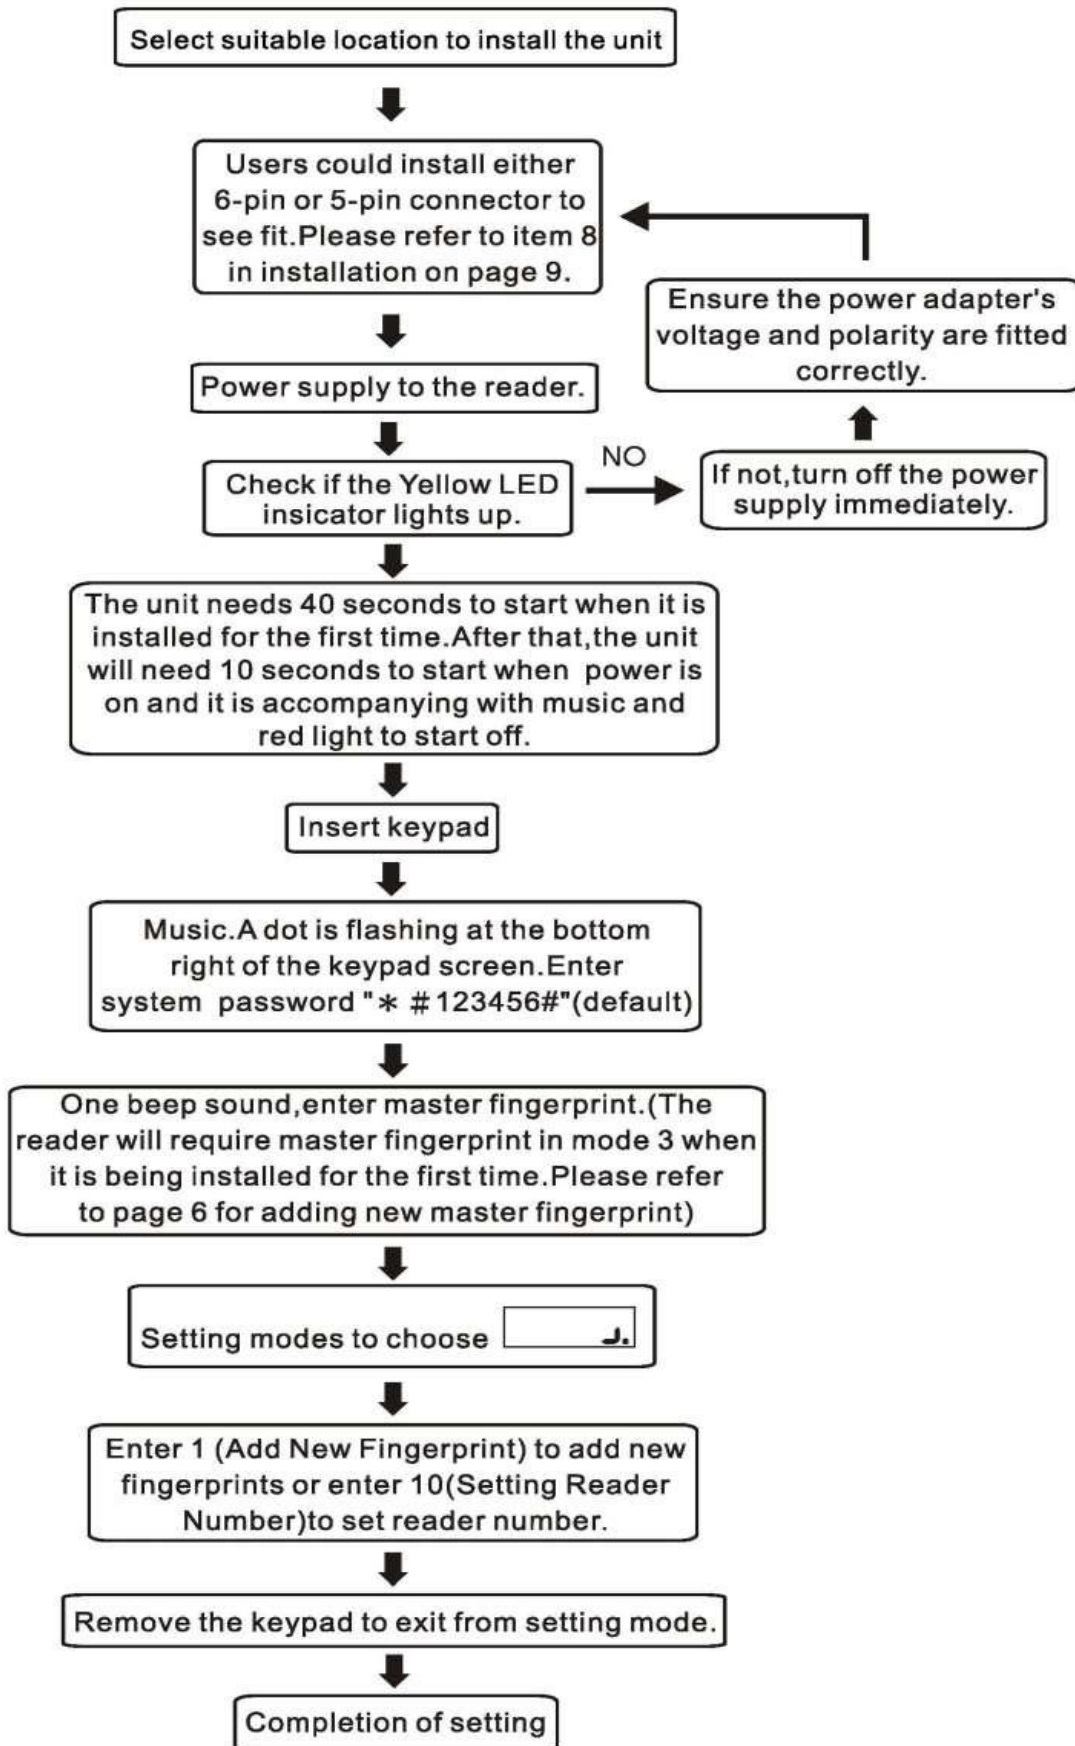 Select suitable location to install the unit
Users could install either
6-pin or 5-pin connector to
see fit.Please refer to item 8
in installation on page 9.
Ensure the power adapter's
voltage and polarity are fitted
correctly.
Power supply to the reader.
NO
Check if the Yellow LED
insicator lights up.
If not,turn off the power
supply immediately.
The unit needs 40 seconds to start when it is
installed for the first time.After that,the unit
will need 10 seconds to start when power is
on and it is accompanying with music and
red light to start off.
Insert keypad
Music.A dot is flashing at the bottom
right of the keypad screen.Enter
system password "* #123456#"(default)
One beep sound,enter master fingerprint.(The
reader will require master fingerprint in mode 3 when
it is being installed for the first time.Please refer
to page 6 for adding new master fingerprint)
Setting modes to choose
Enter 1 (Add New Fingerprint) to add new
fingerprints or enter 10(Setting Reader
Number)to set reader number.
Remove the keypad to exit from setting mode.
Completion of setting